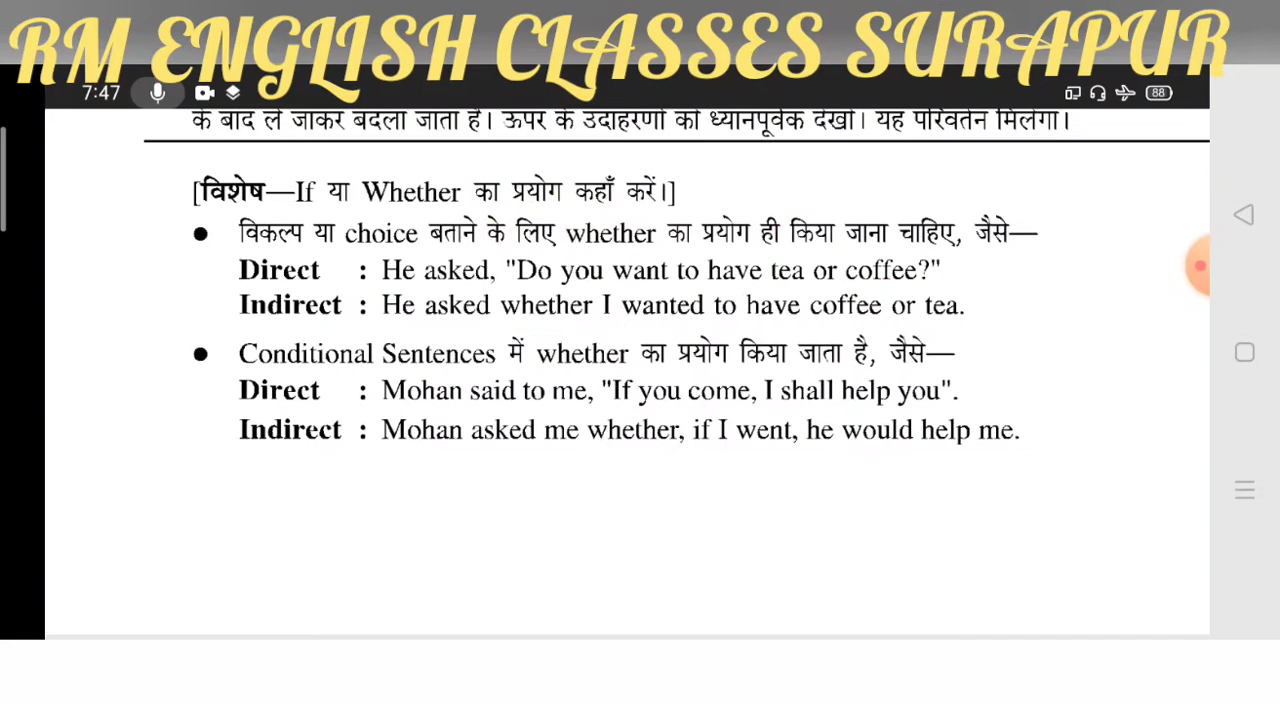 RM ENGLISH CLASSES SURAPUR
7:47
88
के बाद ले जाकर बदला जाता है। ऊपर के उदाहरणों को ध्यानपूर्वक देखो। यह परिवर्तन मिलेगा।
[विशेष—If या Whether का प्रयोग कहाँ करें।]
● विकल्प या choice बताने के लिए whether का प्रयोग ही किया जाना चाहिए, जैसे—
Direct : He asked, "Do you want to have tea or coffee?"
Indirect : He asked whether I wanted to have coffee or tea.
● Conditional Sentences में whether का प्रयोग किया जाता है, जैसे—
Direct : Mohan said to me, "If you come, I shall help you".
Indirect : Mohan asked me whether, if I went, he would help me.